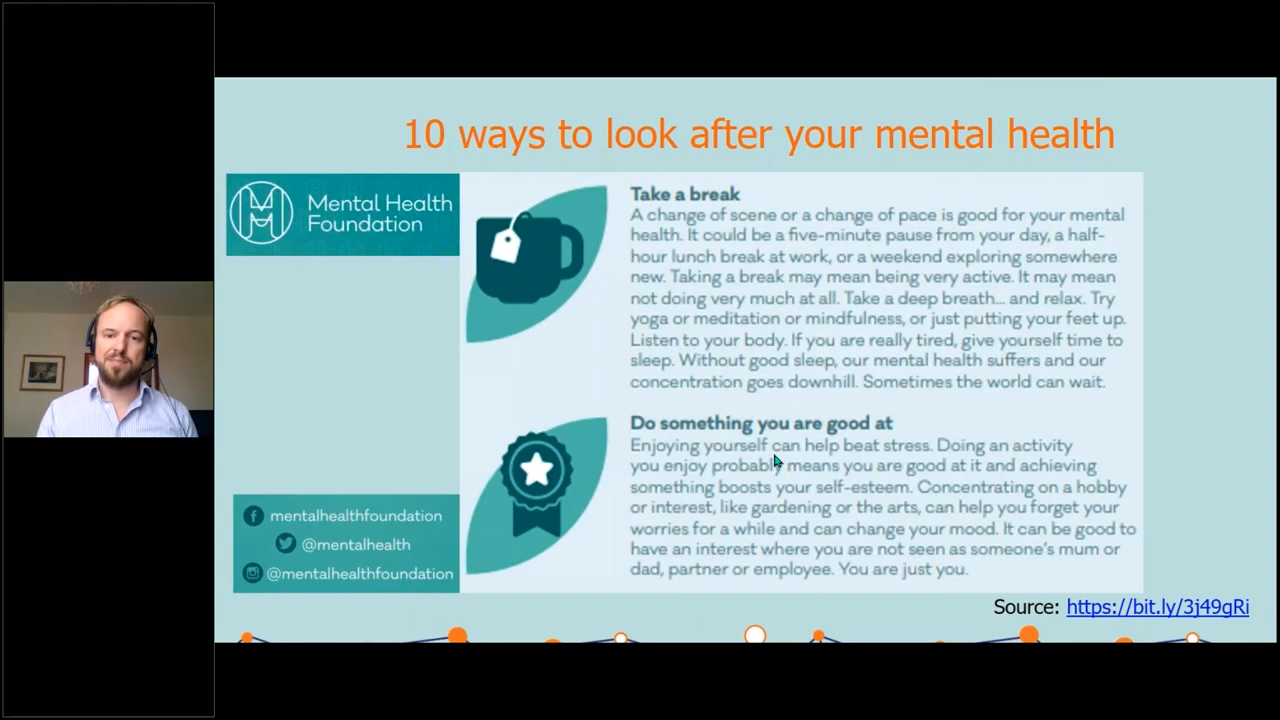 10 ways to look after your mental health
Mental Health
Foundation
Take a break
A change of scene or a change of pace is good for your mental
health. It could be a five-minute pause from your day, a half-
hour lunch break at work, or a weekend exploring somewhere
new. Taking a break may mean being very active. It may mean
not doing very much at all. Take a deep breath... and relax. Try
yoga or meditation or mindfulness, or just putting your feet up.
Listen to your body. If you are really tired, give yourself time to
sleep. Without good sleep, our mental health suffers and our
concentration goes downhill. Sometimes the world can wait.
Do something you are good at
Enjoying yourself can help beat stress. Doing an activity
you enjoy probably means you are good at it and achieving
something boosts your self-esteem. Concentrating on a hobby
or interest, like gardening or the arts, can help you forget your
worries for a while and can change your mood. It can be good to
have an interest where you are not seen as someone's mum or
dad, partner or employee. You are just you.
mentalhealthfoundation
@mentalhealth
@mentalhealthfoundation
Source: https://bit.ly/3j49gRi